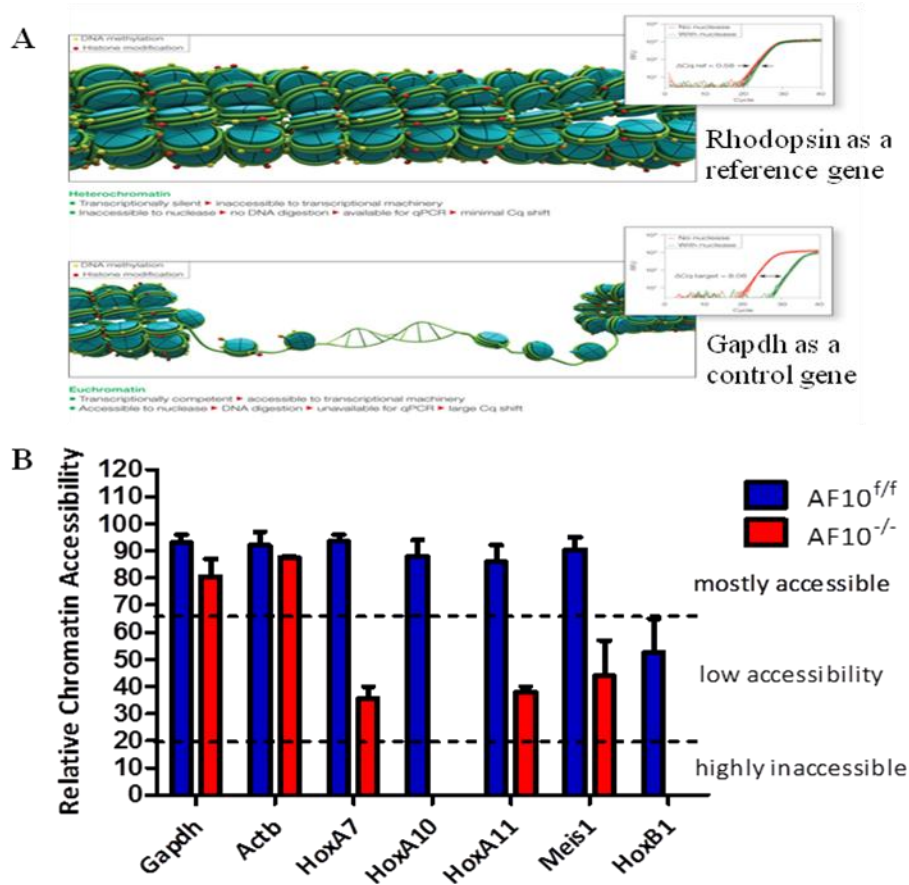 A
DNA methylation
Histone modification
No nuclease
With nuclease
ΔCq ref = 0.58
Cycle
Rhodopsin as a
reference gene
Heterochromatin
Transcriptionally silent ▶ inaccessible to transcriptional machinery
Inaccessible to nuclease ▶ no DNA digestion ▶ available for qPCR ▶ minimal Cq shift
DNA methylation
Histone modification
No nuclease
With nuclease
ΔCq target = 8.06
Cycle
Gapdh as a
control gene
Euchromatin
Transcriptionally competent ▶ accessible to transcriptional machinery
Accessible to nuclease ▶ DNA digestion ▶ unavailable for qPCR ▶ large Cq shift
B
Relative Chromatin Accessibility
120
110
100
90
80
70
60
50
40
30
20
10
0
AF10f/f
AF10-/-
mostly accessible
low accessibility
highly inaccessible
Gapdh
Actb
HoxA7
HoxA10
HoxA11
Meis1
HoxB1